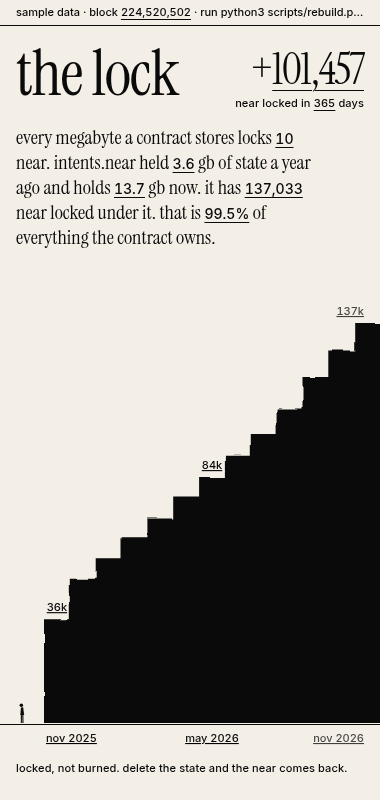 sample data · block 224,520,502 · run python3 scripts/rebuild.p...
the lock
+101,457
near locked in 365 days
every megabyte a contract stores locks 10
near. intents.near held 3.6 gb of state a year
ago and holds 13.7 gb now. it has 137,033
near locked under it. that is 99.5% of
everything the contract owns.
137k
84k
36k
nov 2025 may 2026 nov 2026
locked, not burned. delete the state and the near comes back.